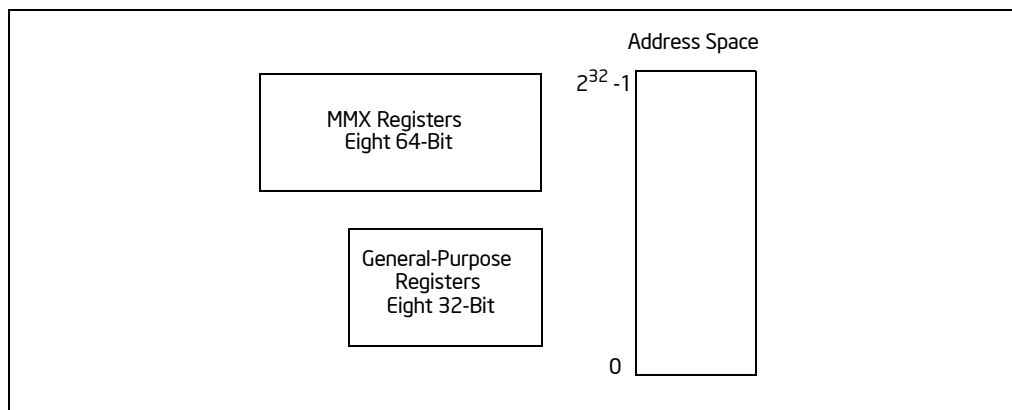 Address Space
2^32 -1
MMX Registers
Eight 64-Bit
General-Purpose
Registers
Eight 32-Bit
0